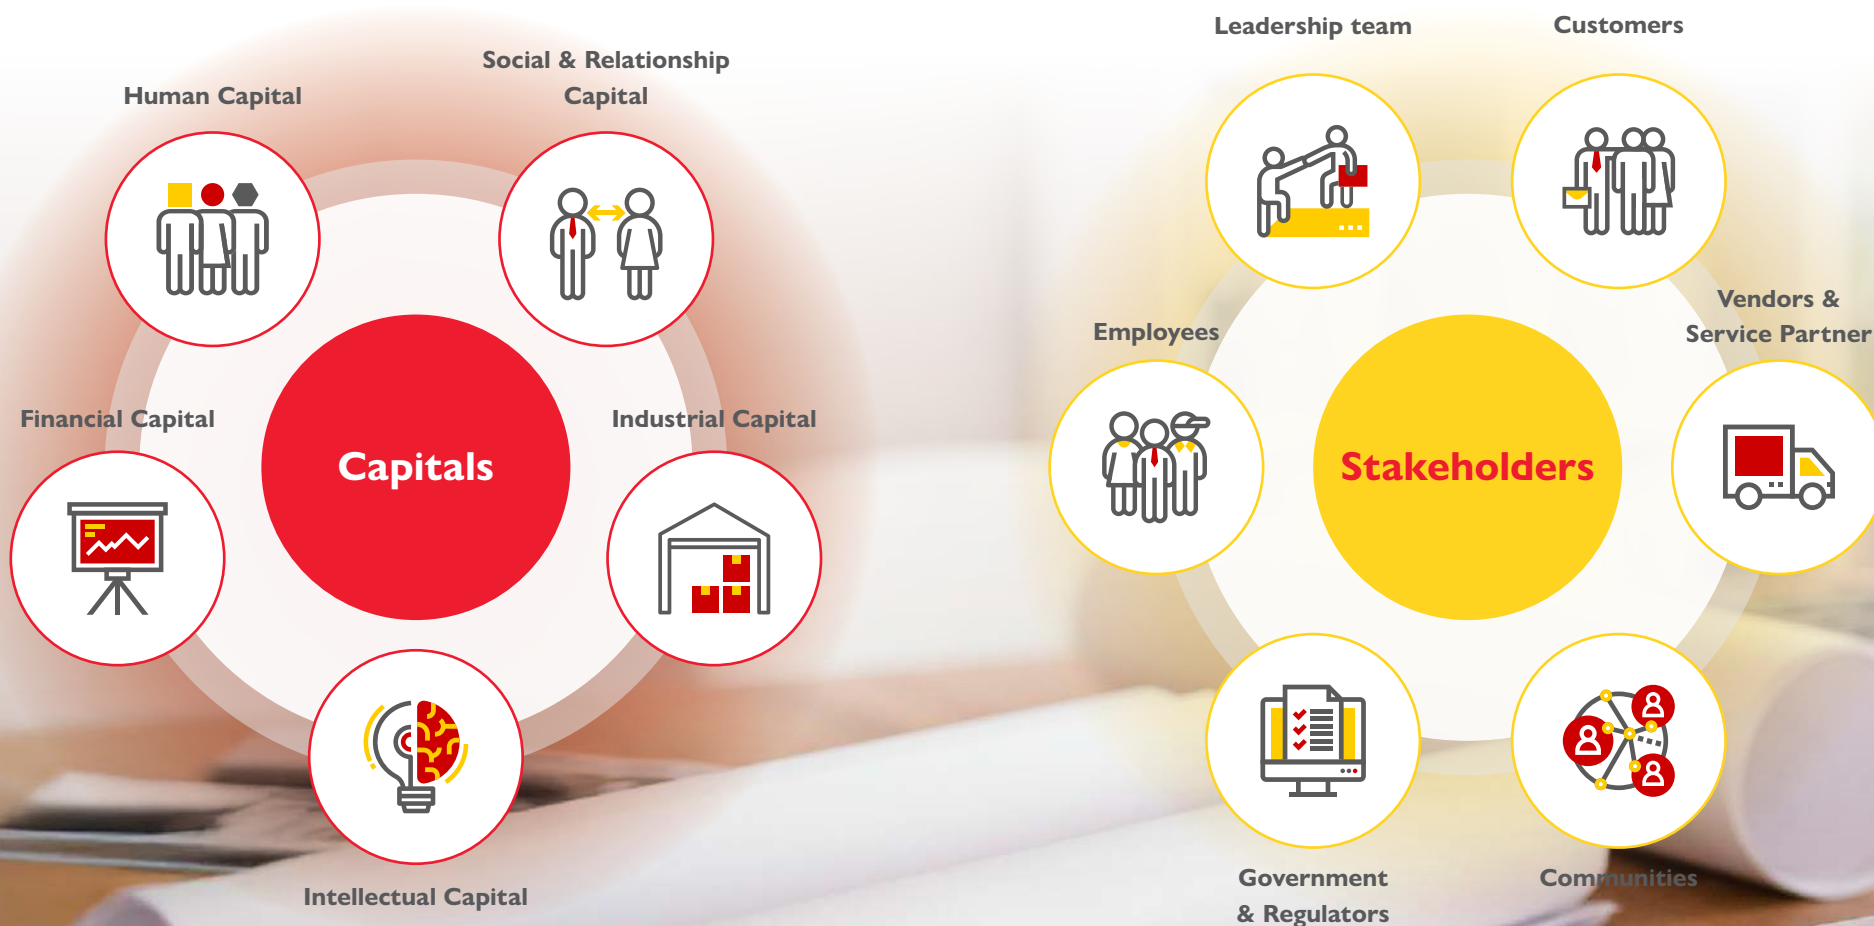 Human Capital
Social & Relationship
Capital
Financial Capital
Industrial Capital
Capitals
Intellectual Capital
Leadership team
Customers
Employees
Vendors &
Service Partner
Stakeholders
Government
& Regulators
Communities